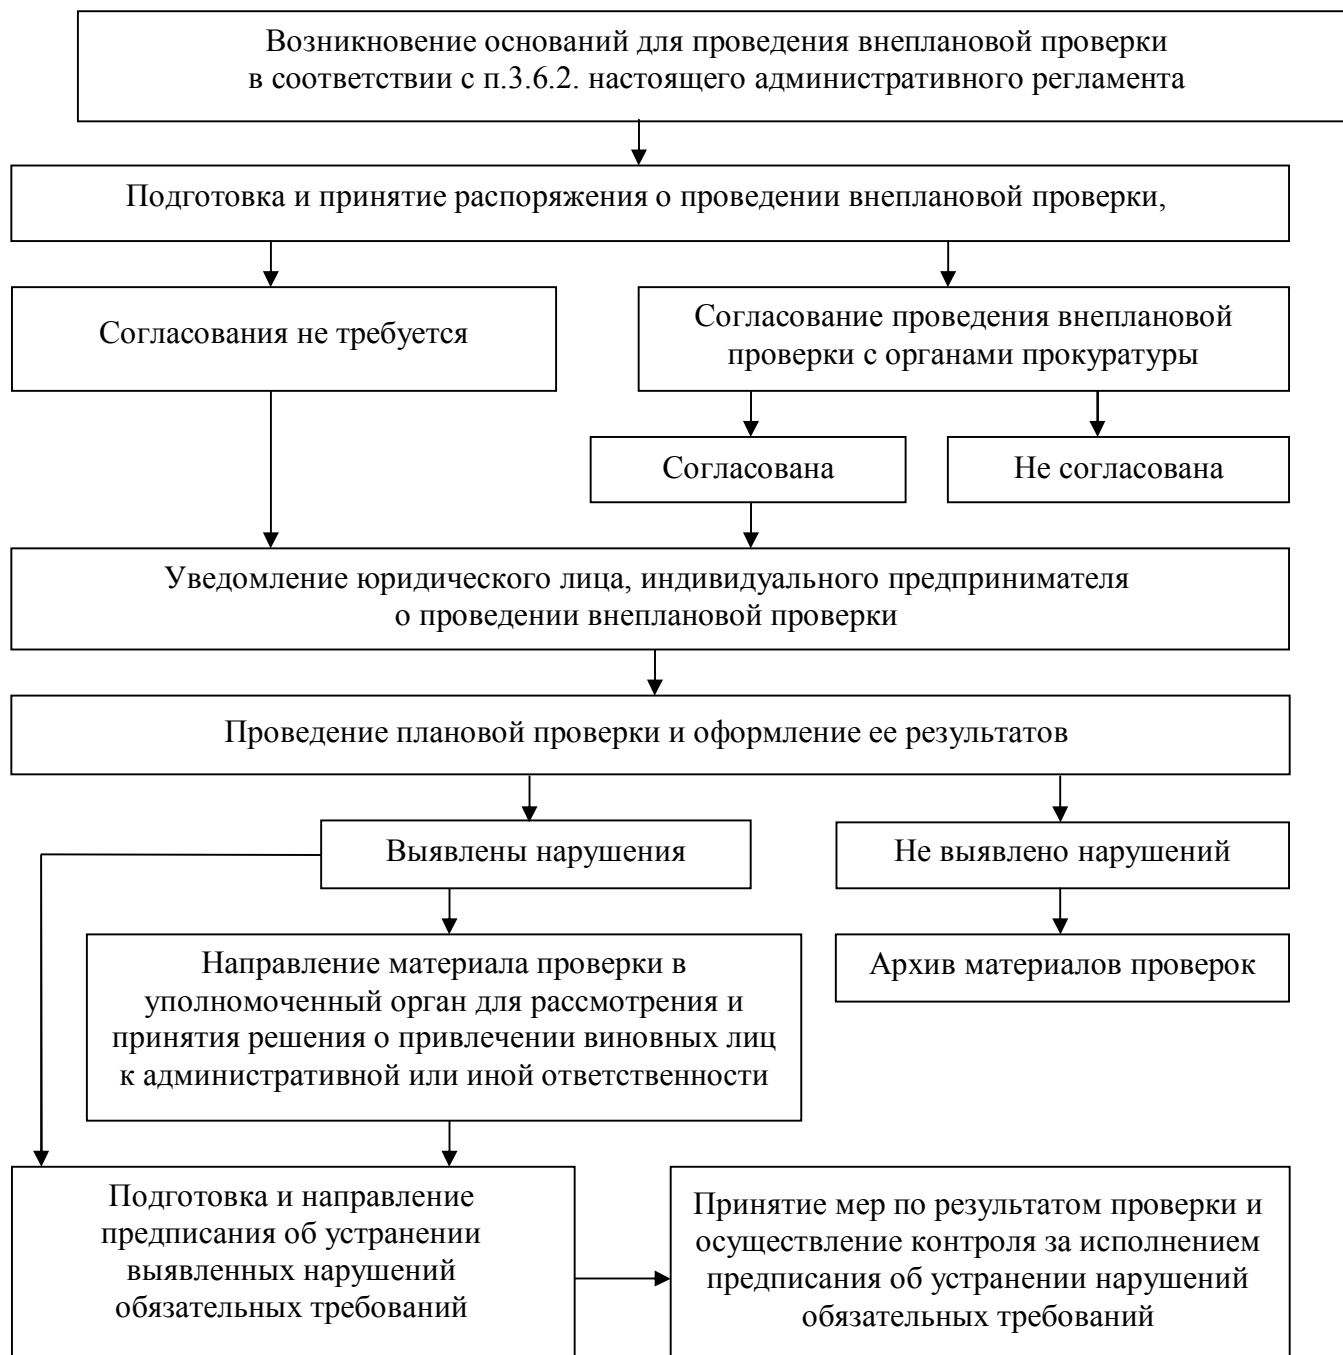 Возникновение оснований для проведения внеплановой проверки
в соответствии с п.3.6.2. настоящего административного регламента
Подготовка и принятие распоряжения о проведении внеплановой проверки,
Согласования не требуется
Согласование проведения внеплановой
проверки с органами прокуратуры
Согласована
Не согласована
Уведомление юридического лица, индивидуального предпринимателя
о проведении внеплановой проверки
Проведение плановой проверки и оформление ее результатов
Выявлены нарушения
Не выявлено нарушений
Направление материала проверки в
уполномоченный орган для рассмотрения и
принятия решения о привлечении виновных лиц
к административной или иной ответственности
Архив материалов проверок
Подготовка и направление
предписания об устранении
выявленных нарушений
обязательных требований
Принятие мер по результатом проверки и
осуществление контроля за исполнением
предписания об устранении нарушений
обязательных требований